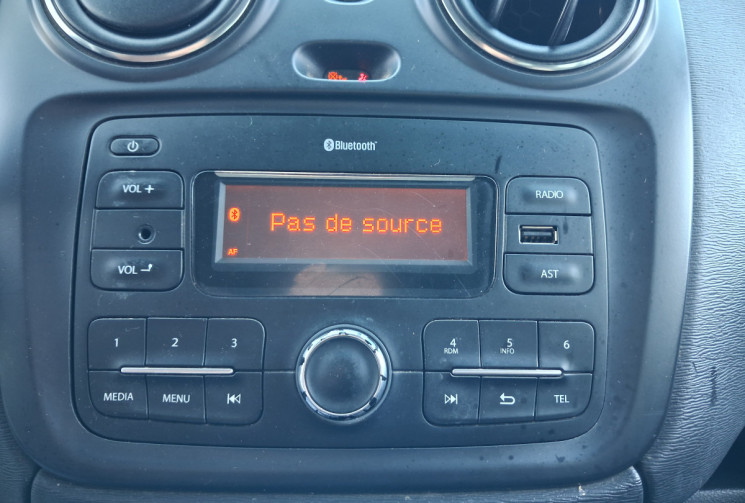 Bluetooth
VOL +
RADIO
Pas de source
AF
VOL -
AST
1
2
3
4
RDM
5
INFO
6
MEDIA
MENU
TEL